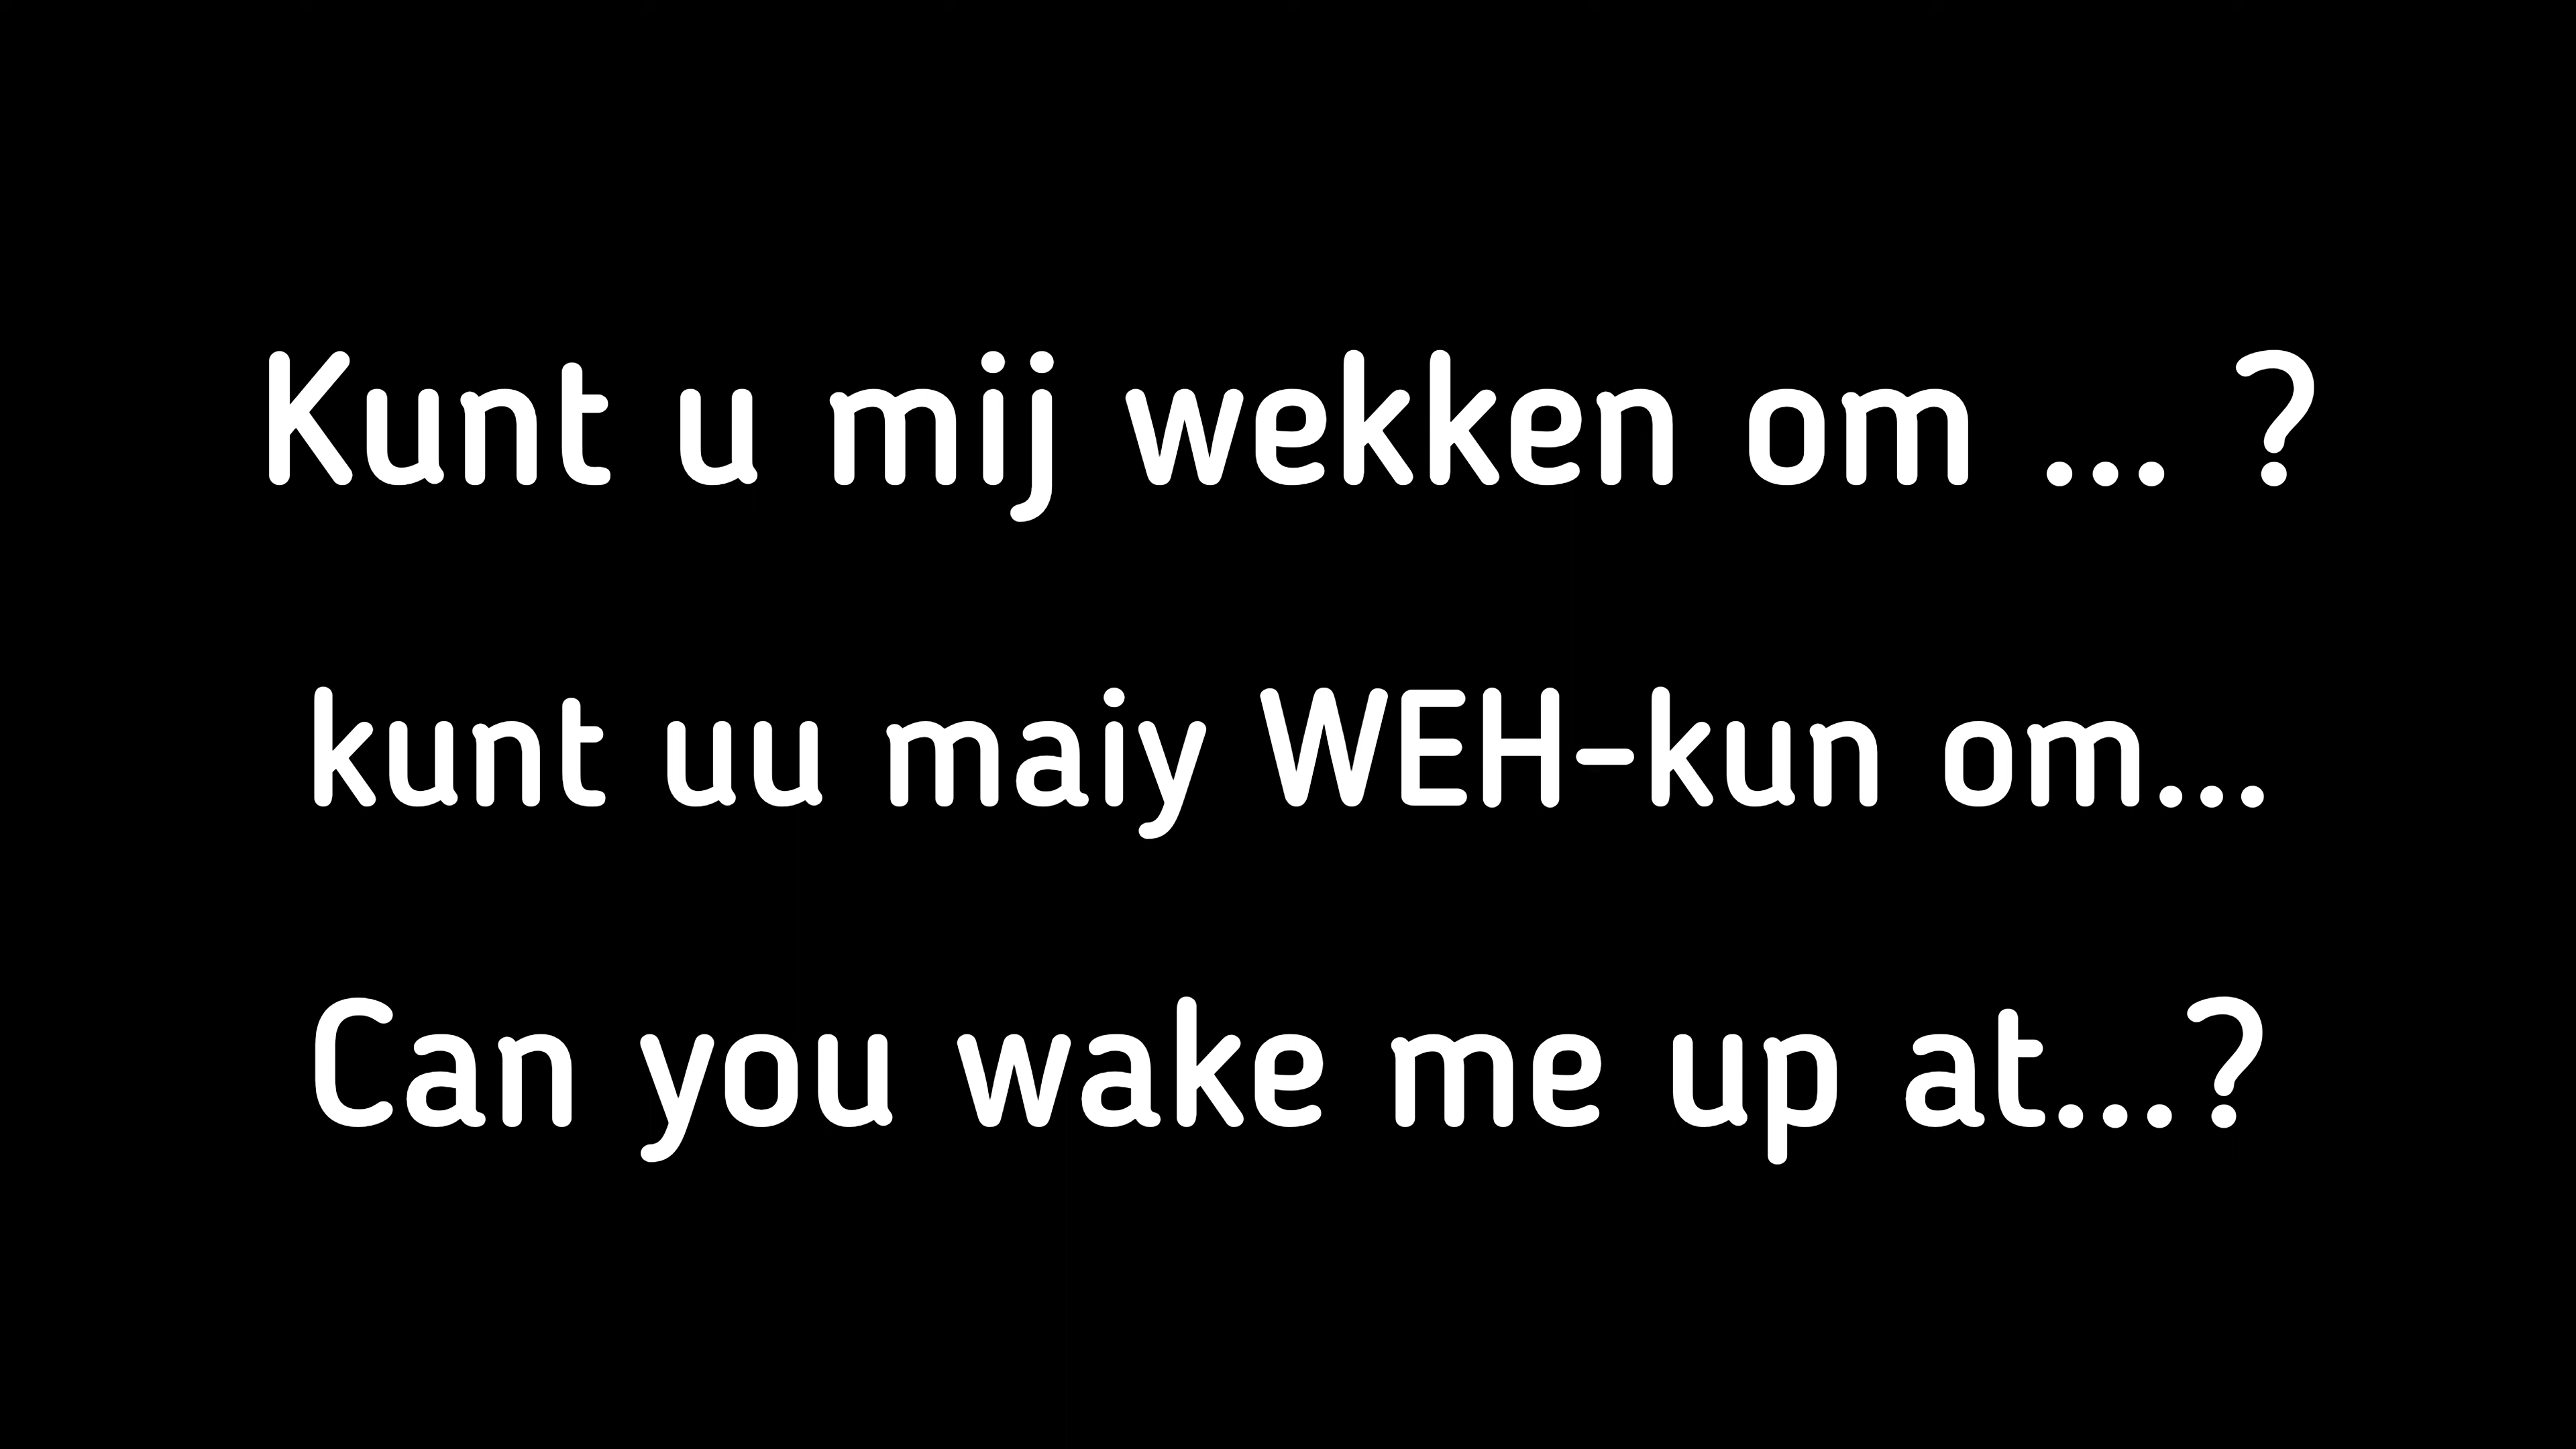 Kunt u mij wekken om ... ?
kunt uu maiy WEH-kun om...
Can you wake me up at...?